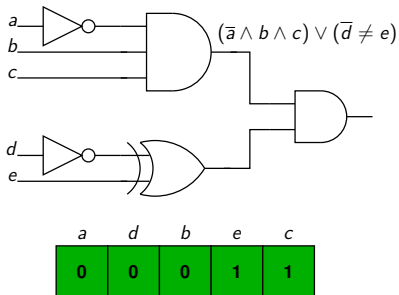 a
b
c
(a̅ ∧ b ∧ c) ∨ (d̅ ≠ e)
d
e
a d b e c
0 0 0 1 1